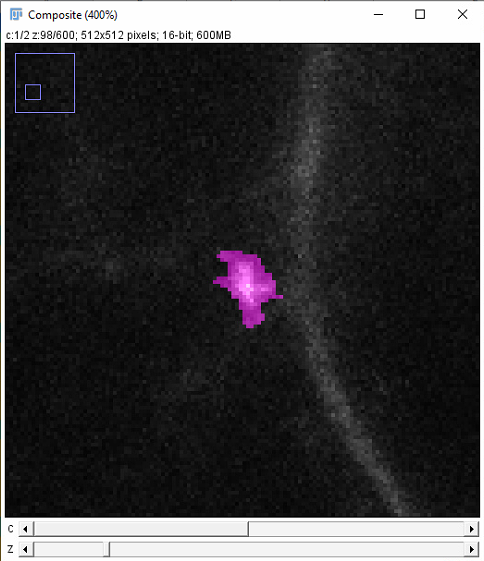 Composite (400%)
c:1/2 z:98/600; 512x512 pixels; 16-bit; 600MB
C
Z